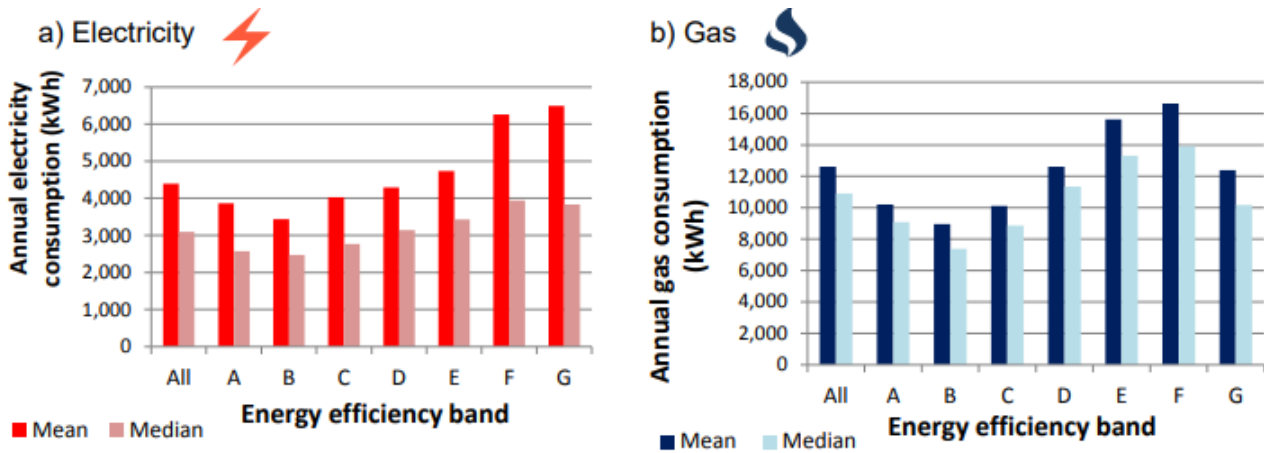 a) Electricity
Annual electricity
consumption (kWh)
7,000
6,000
5,000
4,000
3,000
2,000
1,000
0
All A B C D E F G
Energy efficiency band
Mean Median
b) Gas
Annual gas consumption
(kWh)
18,000
16,000
14,000
12,000
10,000
8,000
6,000
4,000
2,000
0
All A B C D E F G
Energy efficiency band
Mean Median